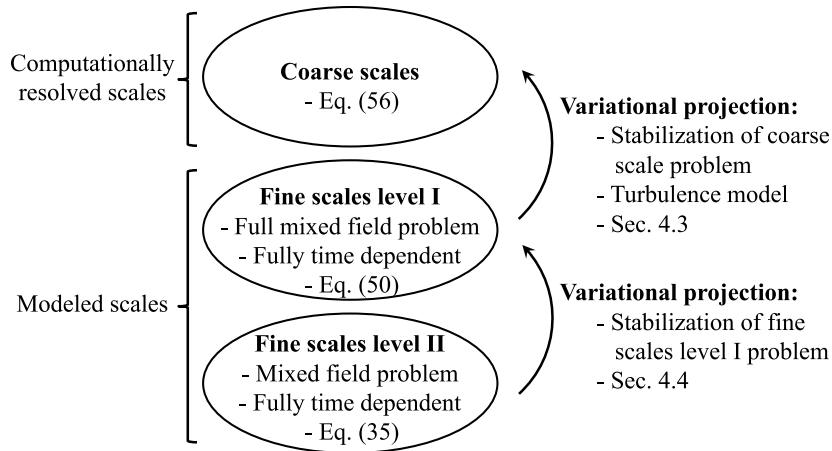 Computationally
resolved scales
Coarse scales
- Eq. (56)
Variational projection:
- Stabilization of coarse
scale problem
- Turbulence model
- Sec. 4.3
Modeled scales
Fine scales level I
- Full mixed field problem
- Fully time dependent
- Eq. (50)
Variational projection:
- Stabilization of fine
scales level I problem
- Sec. 4.4
Fine scales level II
- Mixed field problem
- Fully time dependent
- Eq. (35)